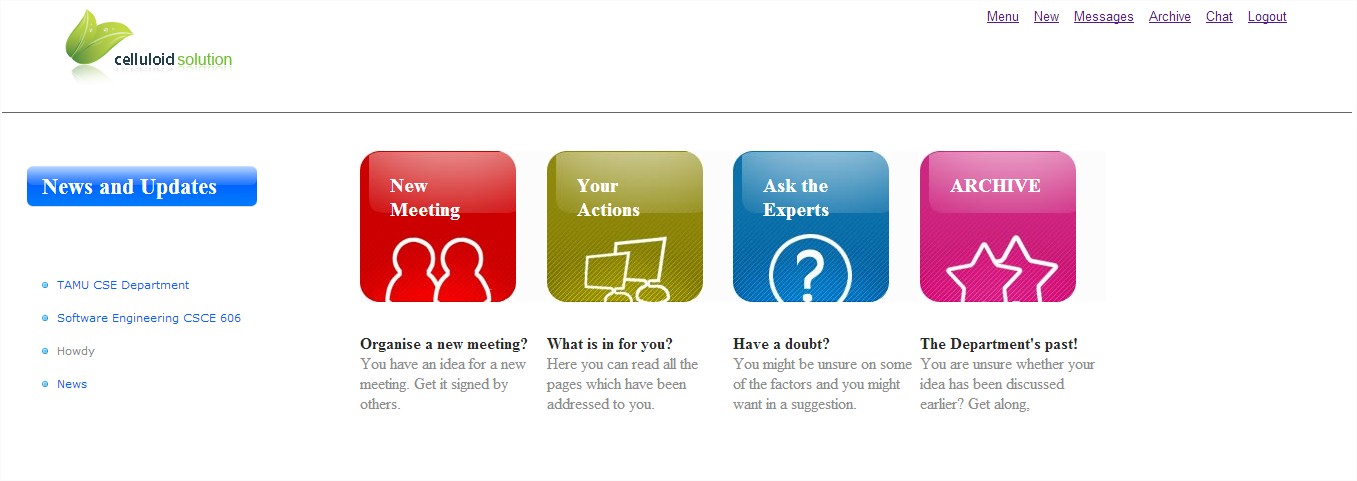 Menu New Messages Archive Chat Logout
celluloid solution
News and Updates
TAMU CSE Department
Software Engineering CSCE 606
Howdy
News
New
Meeting
Your
Actions
Ask the
Experts
ARCHIVE
Organise a new meeting?
You have an idea for a new
meeting. Get it signed by
others.
What is in for you?
Here you can read all the
pages which have been
addressed to you.
Have a doubt?
You might be unsure on some
of the factors and you might
want in a suggestion.
The Department's past!
You are unsure whether your
idea has been discussed
earlier? Get along,